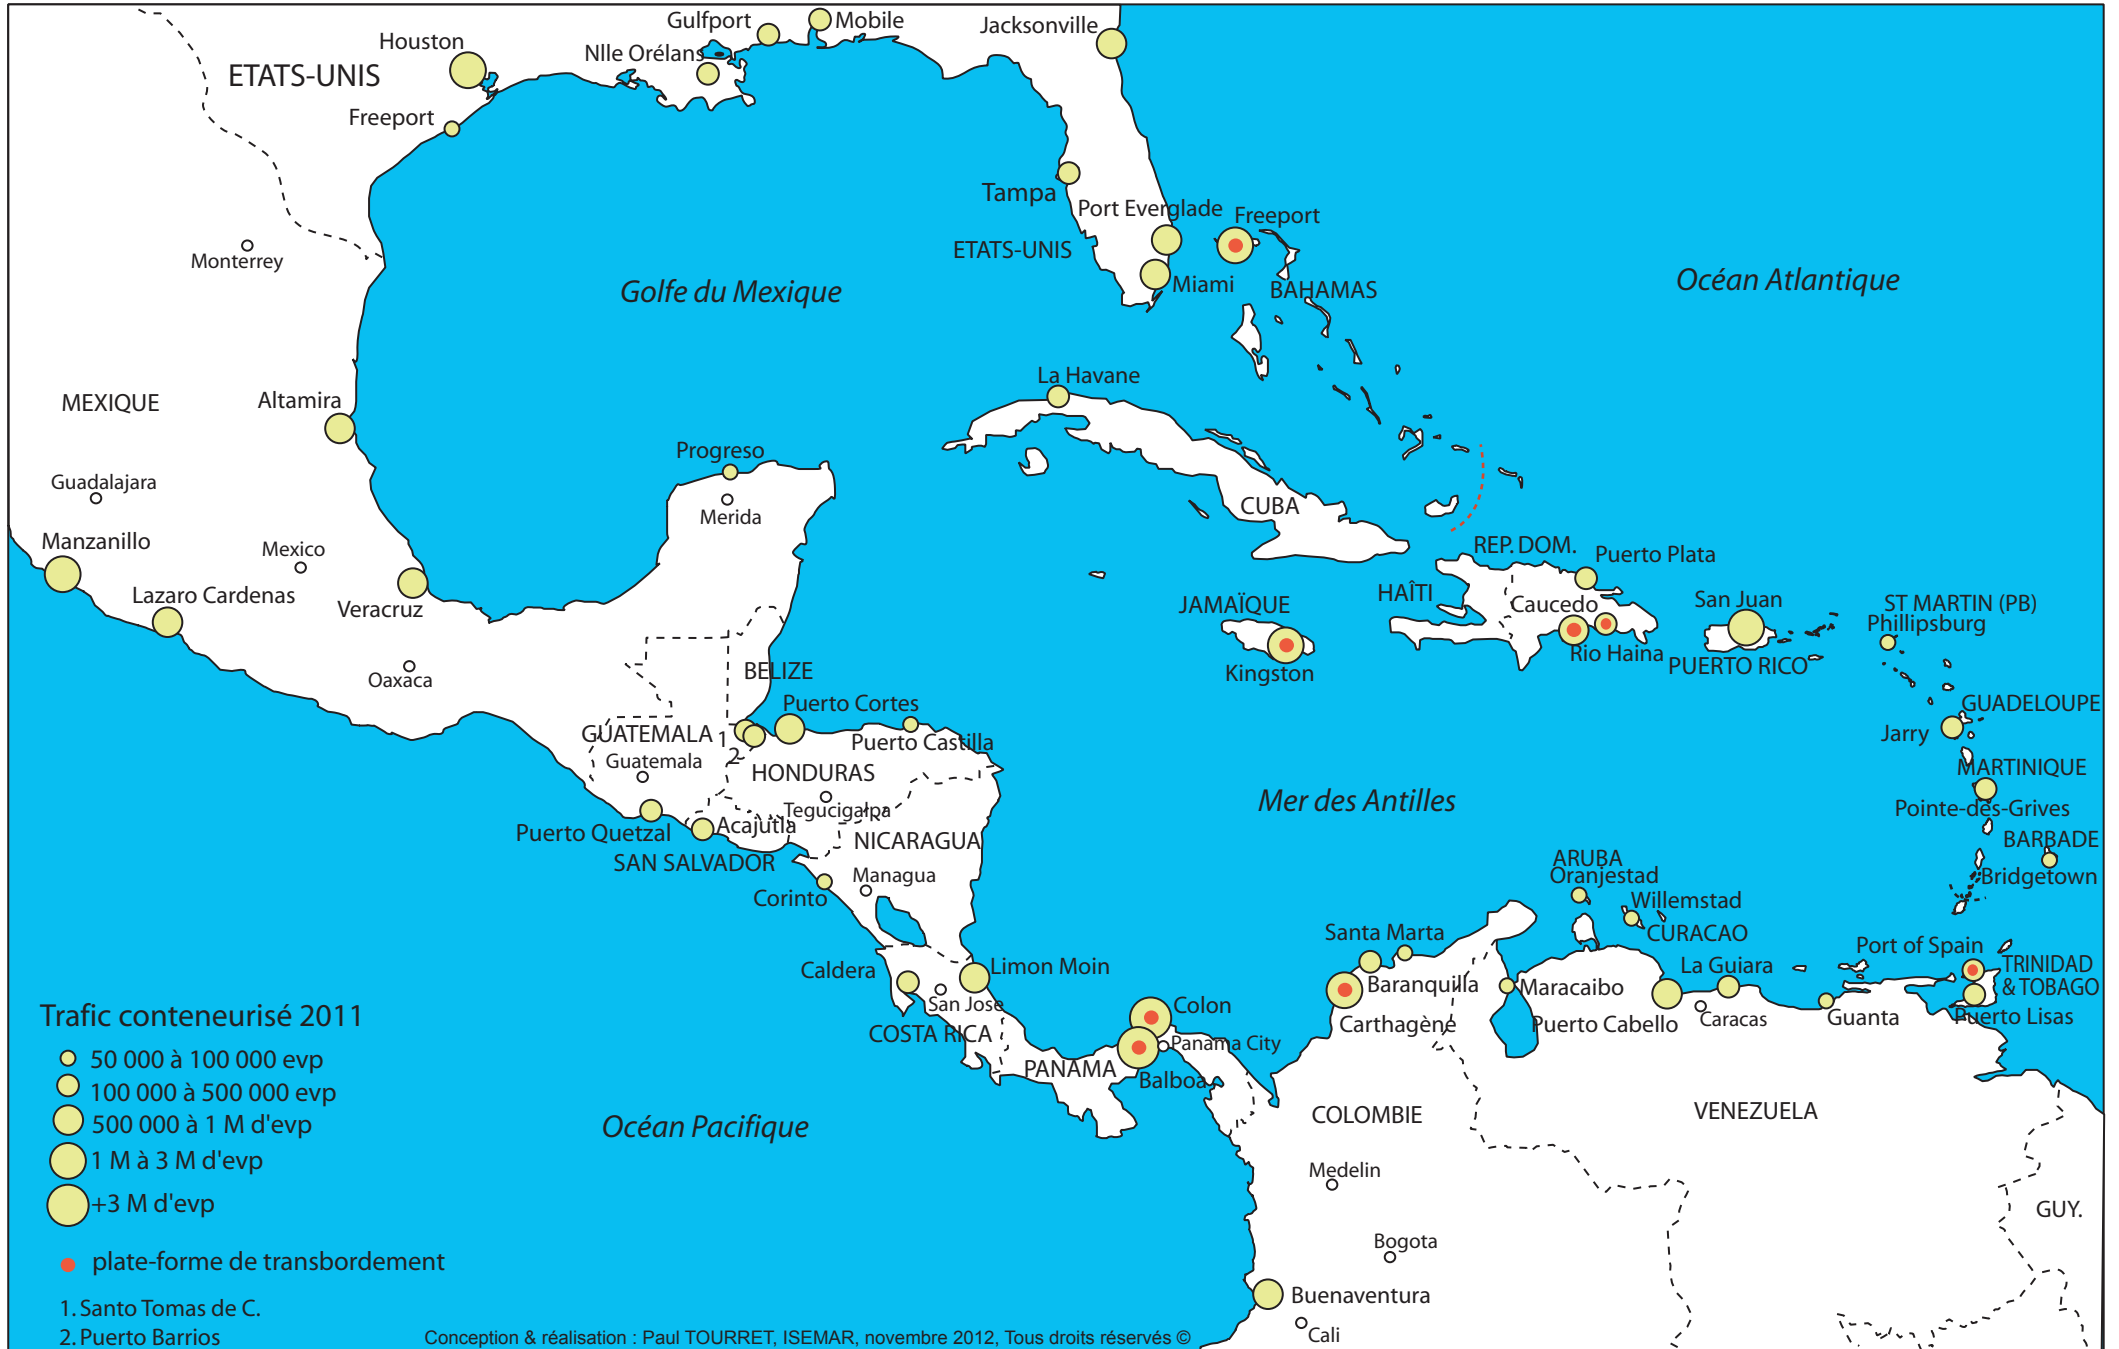 Gulfport
Mobile
Jacksonville
Houston
Nlle Orélans
ETATS-UNIS
Freeport
Tampa
Port Everglade
Freeport
ETATS-UNIS
Monterrey
Miami
BAHAMAS
Golfe du Mexique
Océan Atlantique
La Havane
MEXIQUE
Altamira
Progreso
Guadalajara
Merida
CUBA
Manzanillo
Mexico
REP. DOM.
Puerto Plata
Lazaro Cardenas
Veracruz
JAMAÏQUE
HAÏTI
Caucedo
San Juan
ST MARTIN (PB)
Phillipsburg
Rio Haina
PUERTO RICO
Oaxaca
BELIZE
Kingston
Puerto Cortes
GUADELOUPE
GUATEMALA
1
2
Puerto Castilla
Jarry
Guatemala
HONDURAS
MARTINIQUE
Tegucigalpa
Mer des Antilles
Pointe-des-Grives
Puerto Quetzal
Acajutla
NICARAGUA
BARBADE
SAN SALVADOR
ARUBA
Oranjestad
Managua
Bridgetown
Corinto
Willemstad
CURACAO
Santa Marta
Port of Spain
Caldera
Limon Moin
La Guiara
TRINIDAD
& TOBAGO
Baranquilla
Maracaibo
San Jose
Colon
Carthagène
Puerto Cabello
Caracas
Guanta
Puerto Lisas
COSTA RICA
Panama City
PANAMA
Balboa
COLOMBIE
VENEZUELA
Océan Pacifique
Medelin
GUY.
Bogota
Buenaventura
Cali
Trafic conteneurisé 2011
50 000 à 100 000 evp
100 000 à 500 000 evp
500 000 à 1 M d'evp
1 M à 3 M d'evp
+3 M d'evp
plate-forme de transbordement
1. Santo Tomas de C.
2. Puerto Barrios
Conception & réalisation : Paul TOURRET, ISEMAR, novembre 2012, Tous droits réservés ©